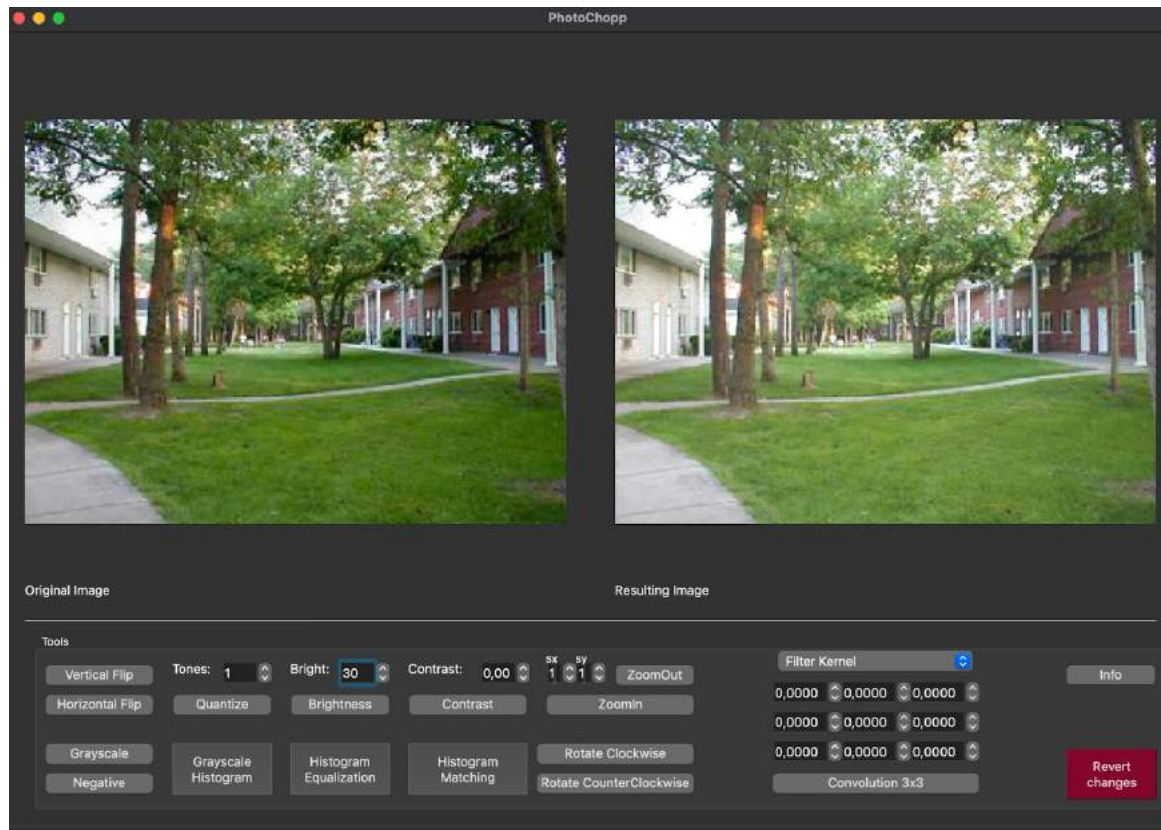 PhotoChopp
Original Image
Resulting Image
Tools
Vertical Flip
Tones: 1
Bright: 30
Contrast: 0,00
sx sy
1 1
ZoomOut
Horizontal Flip
Quantize
Brightness
Contrast
ZoomIn
Grayscale
Negative
Grayscale
Histogram
Histogram
Equalization
Histogram
Matching
Rotate Clockwise
Rotate CounterClockwise
Filter Kernel
0,0000 0,0000 0,0000
0,0000 0,0000 0,0000
0,0000 0,0000 0,0000
Convolution 3x3
Info
Revert
changes